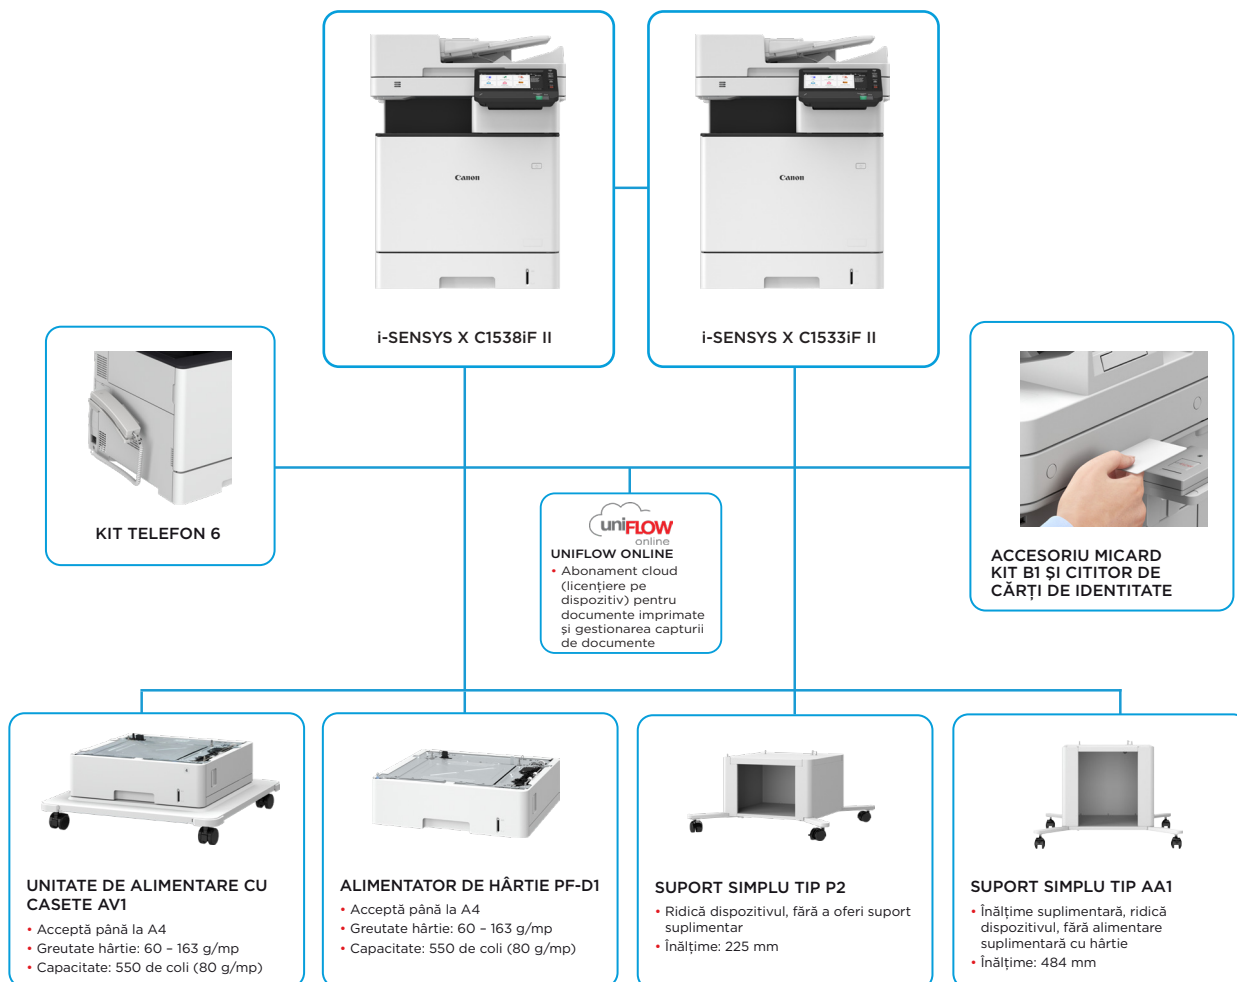 Canon
Canon
i-SENSYS X C1538iF II
i-SENSYS X C1533iF II
KIT TELEFON 6
uniFLOW
online
UNIFLOW ONLINE
• Abonament cloud
(licențiere pe
dispozitiv) pentru
documente imprimate
și gestionarea capturii
de documente
ACCESORIU MICARD
KIT B1 ȘI CITITOR DE
CĂRȚI DE IDENTITATE
UNITATE DE ALIMENTARE CU
CASETE AV1
• Acceptă până la A4
• Greutate hârtie: 60 – 163 g/mp
• Capacitate: 550 de coli (80 g/mp)
ALIMENTATOR DE HÂRTIE PF-D1
• Acceptă până la A4
• Greutate hârtie: 60 – 163 g/mp
• Capacitate: 550 de coli (80 g/mp)
SUPORT SIMPLU TIP P2
• Ridică dispozitivul, fără a oferi suport
suplimentar
• Înălțime: 225 mm
SUPORT SIMPLU TIP AA1
• Înălțime suplimentară, ridică
dispozitivul, fără alimentare
suplimentară cu hârtie
• Înălțime: 484 mm